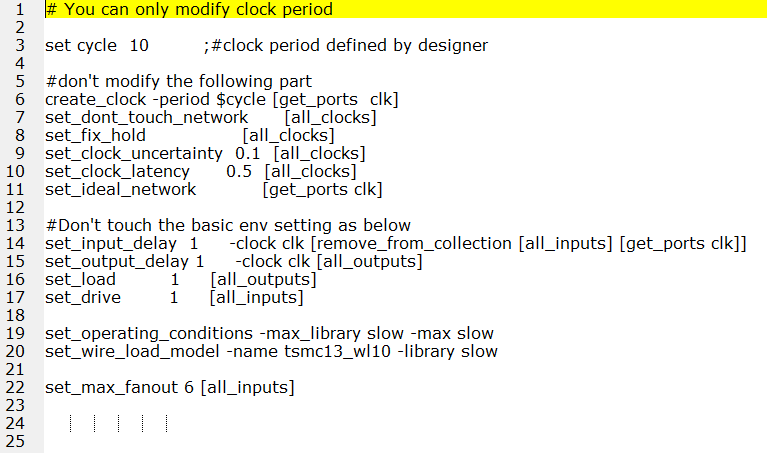 1 # You can only modify clock period
2
3 set cycle  10          ;#clock period defined by designer
4
5 #don't modify the following part
6 create_clock -period $cycle [get_ports  clk]
7 set_dont_touch_network      [all_clocks]
8 set_fix_hold                [all_clocks]
9 set_clock_uncertainty  0.1  [all_clocks]
10 set_clock_latency      0.5  [all_clocks]
11 set_ideal_network           [get_ports clk]
12
13 #Don't touch the basic env setting as below
14 set_input_delay  1     -clock clk [remove_from_collection [all_inputs] [get_ports clk]]
15 set_output_delay 1     -clock clk [all_outputs]
16 set_load         1     [all_outputs]
17 set_drive        1     [all_inputs]
18
19 set_operating_conditions -max_library slow -max slow
20 set_wire_load_model -name tsmc13_wl10 -library slow
21
22 set_max_fanout 6 [all_inputs]
23
24
25